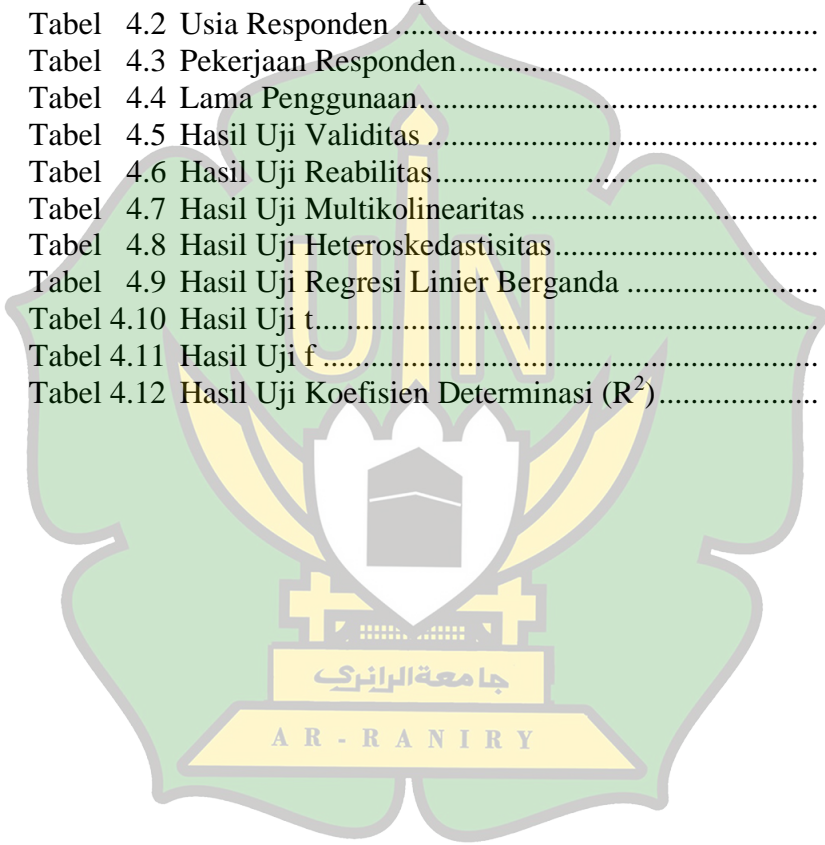 Tabel 4.2 Usia Responden ................................................
Tabel 4.3 Pekerjaan Responden.........................................
Tabel 4.4 Lama Penggunaan..............................................
Tabel 4.5 Hasil Uji Validitas .............................................
Tabel 4.6 Hasil Uji Reabilitas............................................
Tabel 4.7 Hasil Uji Multikolinearitas .................................
Tabel 4.8 Hasil Uji Heteroskedastisitas..............................
Tabel 4.9 Hasil Uji Regresi Linier Berganda .....................
Tabel 4.10 Hasil Uji t..........................................................
Tabel 4.11 Hasil Uji f .........................................................
Tabel 4.12 Hasil Uji Koefisien Determinasi (R²)..................
UIN
جامعةالرانري
AR-RANIRY